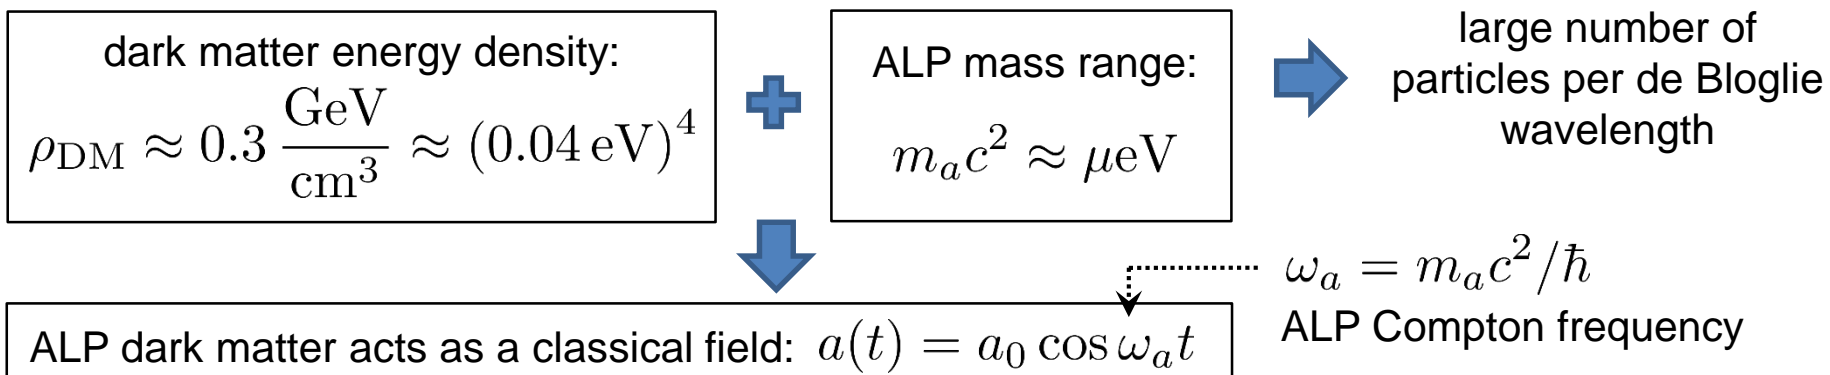 dark matter energy density:
ρ_DM ≈ 0.3 GeV/cm³ ≈ (0.04 eV)⁴
ALP mass range:
m_a c² ≈ μeV
large number of
particles per de Bloglie
wavelength
ω_a = m_a c²/ħ
ALP Compton frequency
ALP dark matter acts as a classical field: a(t) = a₀ cos ω_a t